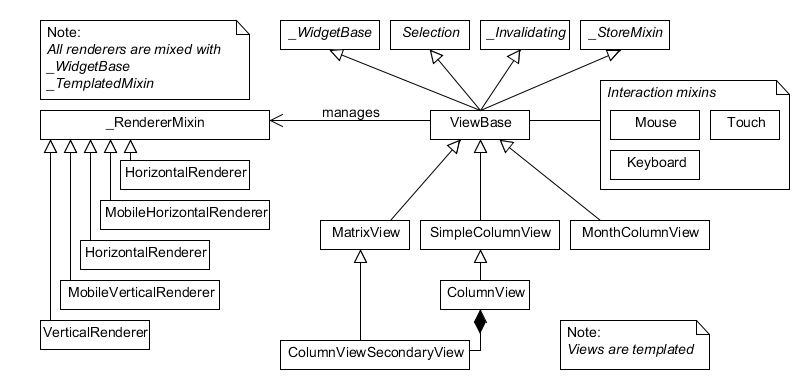 Note:
All renderers are mixed with
_WidgetBase
_TemplatedMixin
_WidgetBase
Selection
_Invalidating
_StoreMixin
_RendererMixin
manages
ViewBase
Interaction mixins
Mouse
Touch
Keyboard
HorizontalRenderer
MobileHorizontalRenderer
HorizontalRenderer
MobileVerticalRenderer
VerticalRenderer
MatrixView
SimpleColumnView
MonthColumnView
ColumnView
ColumnViewSecondaryView
Note:
Views are templated